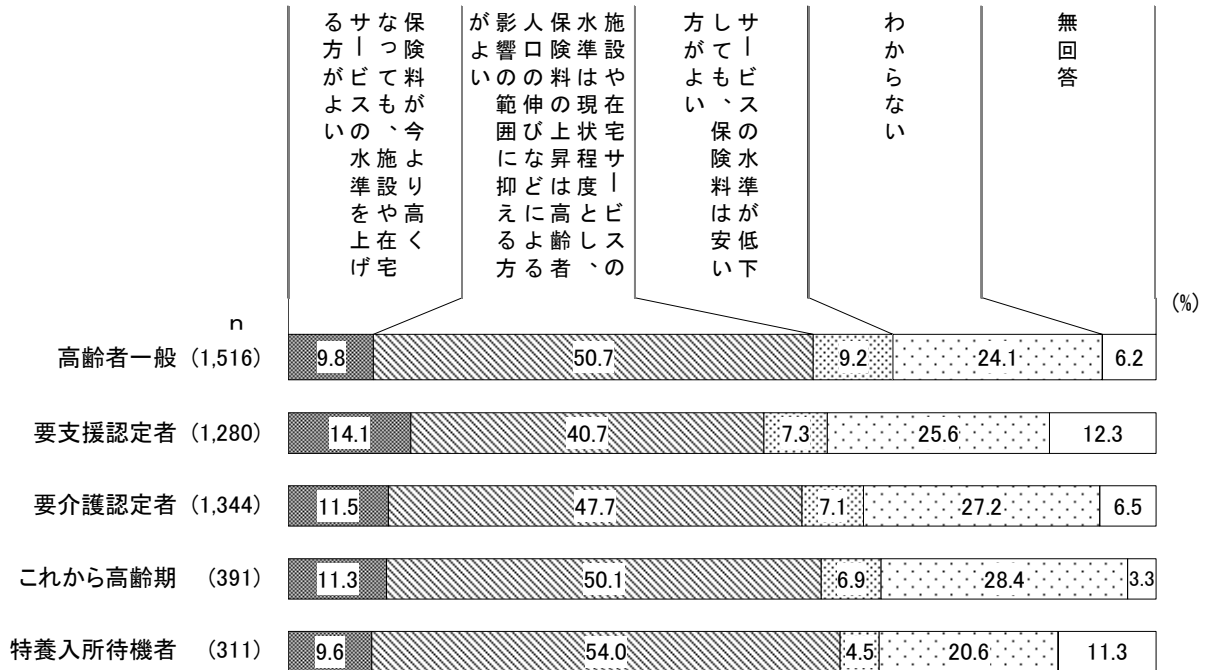 保険料が今より高く
なっても、施設や在宅
サービスの水準を上げ
る方がよい
施設や在宅サービスの
水準は現状程度とし、
保険料の上昇は高齢者
人口の伸びなどによる
影響の範囲に抑える方
がよい
サービスの水準が低下
しても、保険料は安い
方がよい
わからない
無回答
(%)
n
高齢者一般 (1,516) 9.8 50.7 9.2 24.1 6.2
要支援認定者 (1,280) 14.1 40.7 7.3 25.6 12.3
要介護認定者 (1,344) 11.5 47.7 7.1 27.2 6.5
これから高齢期 (391) 11.3 50.1 6.9 28.4 3.3
特養入所待機者 (311) 9.6 54.0 4.5 20.6 11.3